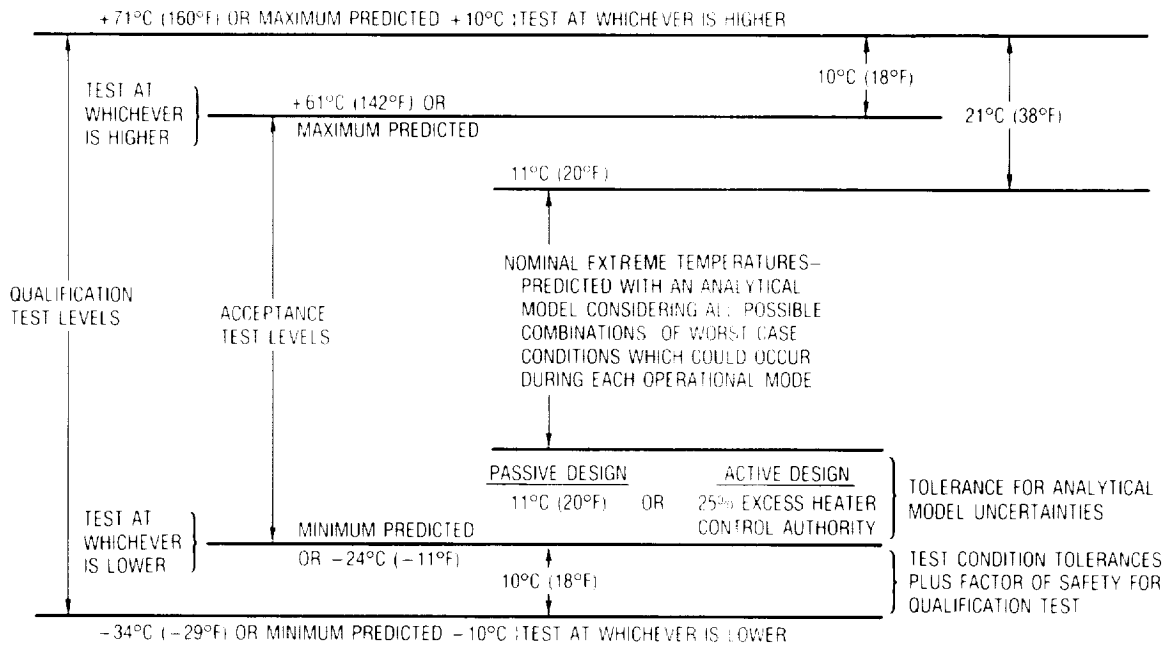 +71°C (160°F) OR MAXIMUM PREDICTED +10°C :TEST AT WHICHEVER IS HIGHER
10°C (18°F)
TEST AT
WHICHEVER
IS HIGHER
+61°C (142°F) OR
MAXIMUM PREDICTED
21°C (38°F)
11°C (20°F)
NOMINAL EXTREME TEMPERATURES–
PREDICTED WITH AN ANALYTICAL
MODEL CONSIDERING ALL POSSIBLE
COMBINATIONS OF WORST CASE
CONDITIONS WHICH COULD OCCUR
DURING EACH OPERATIONAL MODE
QUALIFICATION
TEST LEVELS
ACCEPTANCE
TEST LEVELS
PASSIVE DESIGN
11°C (20°F)
OR
ACTIVE DESIGN
25% EXCESS HEATER
CONTROL AUTHORITY
TOLERANCE FOR ANALYTICAL
MODEL UNCERTAINTIES
TEST AT
WHICHEVER
IS LOWER
MINIMUM PREDICTED
OR –24°C (–11°F)
10°C (18°F)
TEST CONDITION TOLERANCES
PLUS FACTOR OF SAFETY FOR
QUALIFICATION TEST
–34°C (–29°F) OR MINIMUM PREDICTED –10°C :TEST AT WHICHEVER IS LOWER